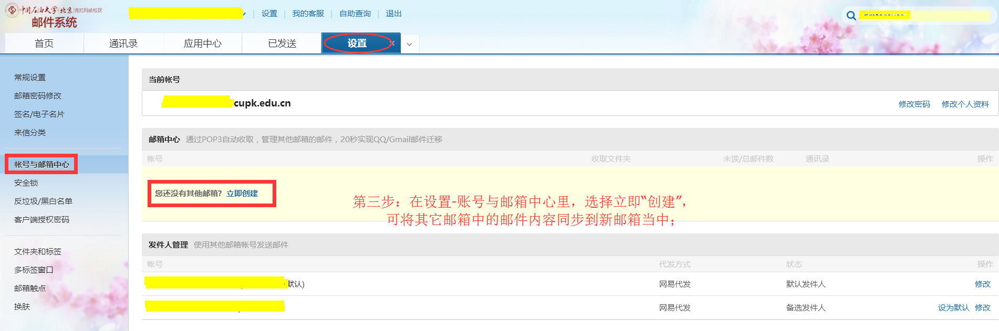 中国石油大学(北京)克拉玛依校区
邮件系统
设置 | 我的客服 | 自助查询 | 退出
首页 通讯录 应用中心 已发送 设置
常规设置
邮箱密码修改
签名/电子名片
来信分类
帐号与邮箱中心
安全锁
反垃圾/黑白名单
客户端授权密码
文件夹和标签
多标签窗口
邮箱触点
换肤
当前帐号
cupk.edu.cn 修改密码 修改个人资料
邮箱中心 通过POP3自动收取，管理其他邮箱的邮件，20秒实现QQ/Gmail邮件迁移
帐号 收取文件夹 未读/总邮件数 通讯录 操作
您还没有其他邮箱？立即创建
第三步：在设置-账号与邮箱中心里，选择立即“创建”，
可将其它邮箱中的邮件内容同步到新邮箱当中；
发件人管理 使用其他邮箱帐号发送邮件
帐号 代发方式 状态 操作
默认) 网易代发 默认发件人 修改
网易代发 备选发件人 设为默认 修改